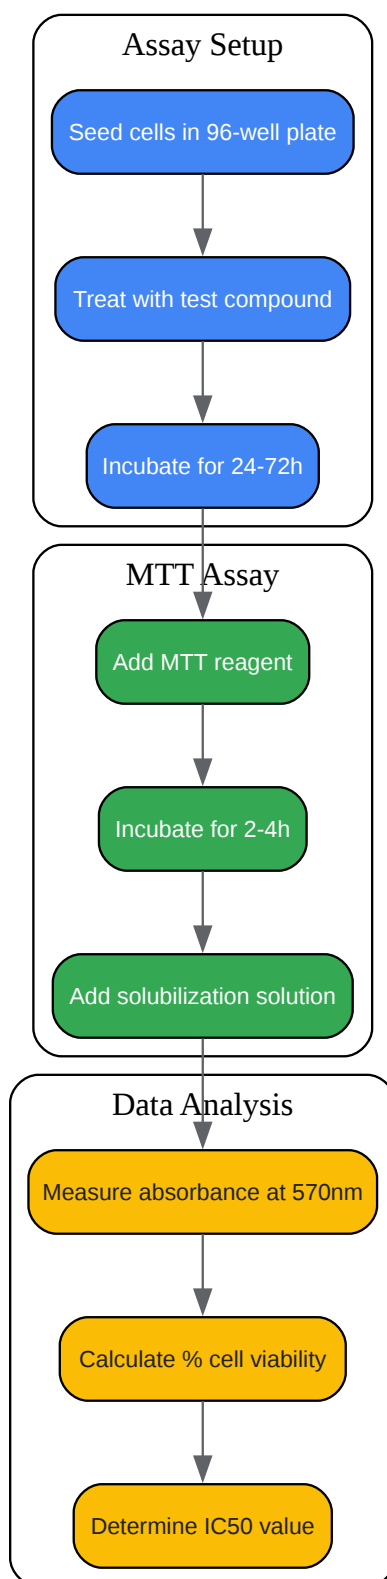 Assay Setup
Seed cells in 96-well plate
Treat with test compound
Incubate for 24-72h
MTT Assay
Add MTT reagent
Incubate for 2-4h
Add solubilization solution
Data Analysis
Measure absorbance at 570nm
Calculate % cell viability
Determine IC50 value